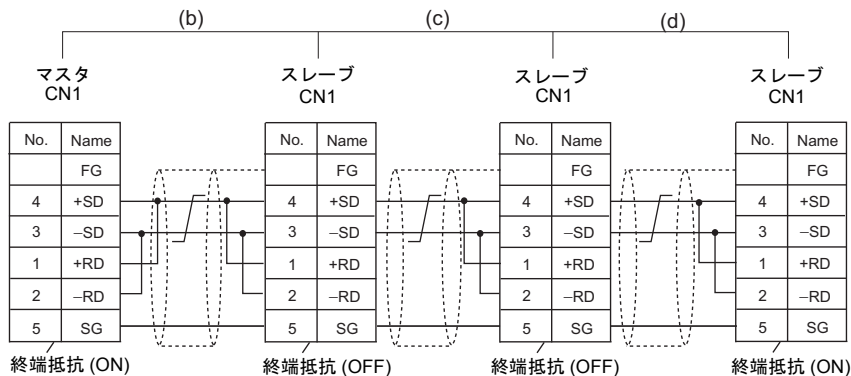 (b) (c) (d)
マスタ スレーブ スレーブ スレーブ
CN1 CN1 CN1 CN1
No. Name No. Name No. Name No. Name
FG FG FG FG
4 +SD 4 +SD 4 +SD 4 +SD
3 −SD 3 −SD 3 −SD 3 −SD
1 +RD 1 +RD 1 +RD 1 +RD
2 −RD 2 −RD 2 −RD 2 −RD
5 SG 5 SG 5 SG 5 SG
終端抵抗 (ON) 終端抵抗 (OFF) 終端抵抗 (OFF) 終端抵抗 (ON)